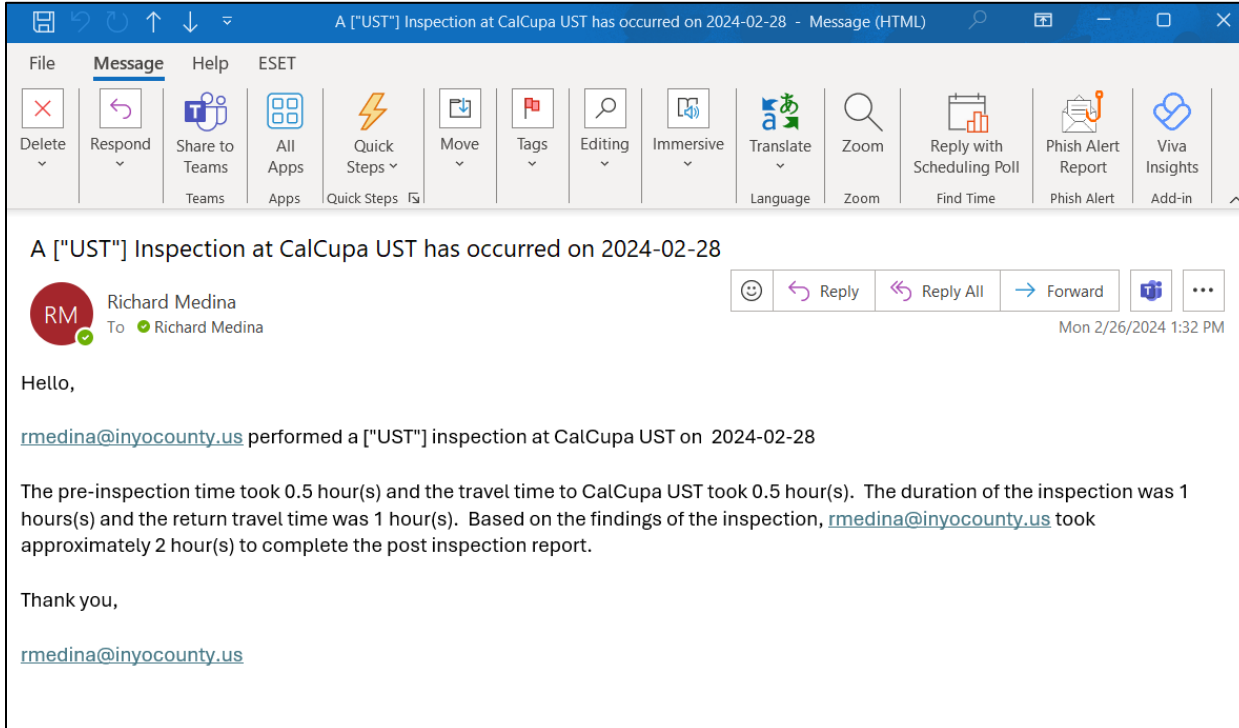 A ["UST"] Inspection at CalCupa UST has occurred on 2024-02-28 - Message (HTML)
File Message Help ESET
Delete Respond Share to Teams All Apps Quick Steps Move Tags Editing Immersive Translate Zoom Reply with Scheduling Poll Phish Alert Report Viva Insights
Teams Apps Quick Steps Language Zoom Find Time Phish Alert Add-in
A ["UST"] Inspection at CalCupa UST has occurred on 2024-02-28
RM
Richard Medina
To Richard Medina
Reply Reply All Forward
Mon 2/26/2024 1:32 PM
Hello,
rmedina@inyocounty.us performed a ["UST"] inspection at CalCupa UST on 2024-02-28
The pre-inspection time took 0.5 hour(s) and the travel time to CalCupa UST took 0.5 hour(s). The duration of the inspection was 1
hours(s) and the return travel time was 1 hour(s). Based on the findings of the inspection, rmedina@inyocounty.us took
approximately 2 hour(s) to complete the post inspection report.
Thank you,
rmedina@inyocounty.us